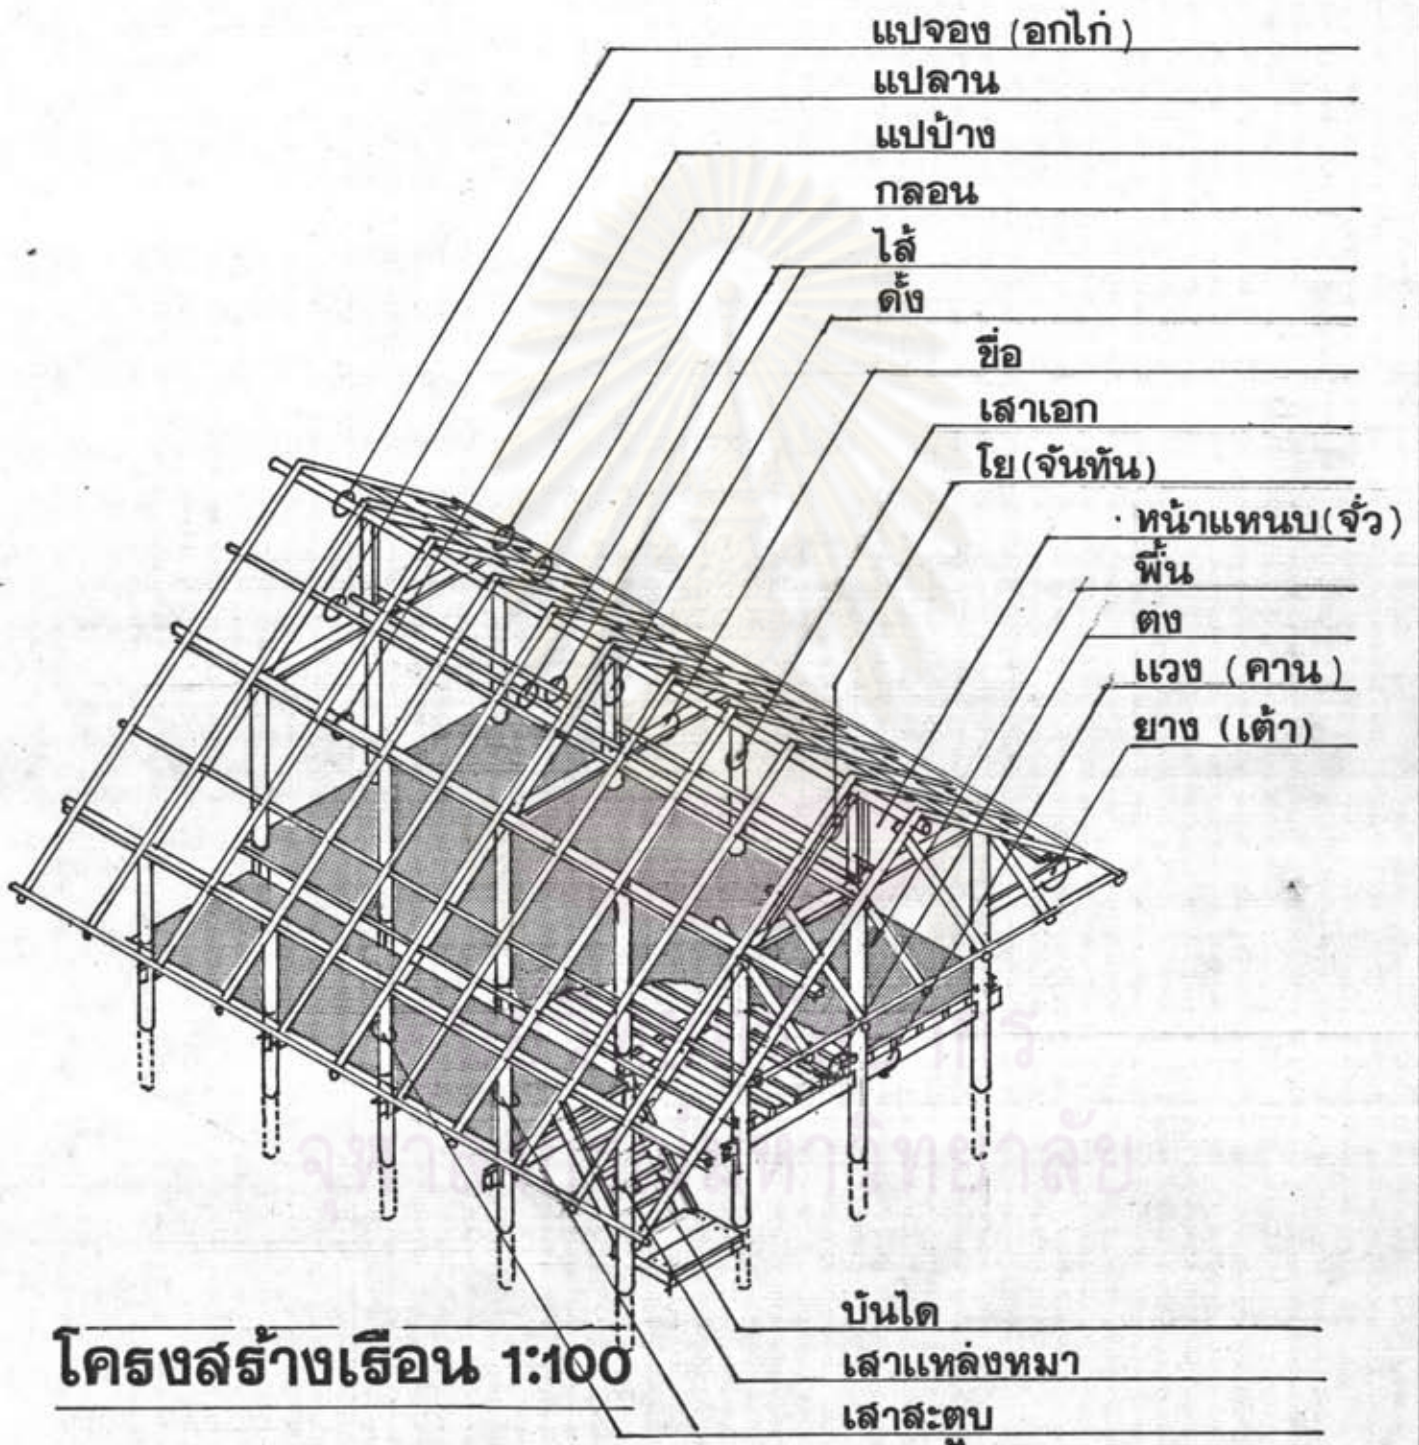 แปจอง (อกไก่)
แปลาน
แปป้าง
กลอน
ไส้
ดั้ง
ขื่อ
เสาเอก
โย(จันทัน)
หน้าแหนบ(จั่ว)
พื้น
ตง
แวง (คาน)
ยาง (เต้า)
บันได
เสาแหล่งหมา
เสาสะตบ
โครงสร้างเรือน 1:100